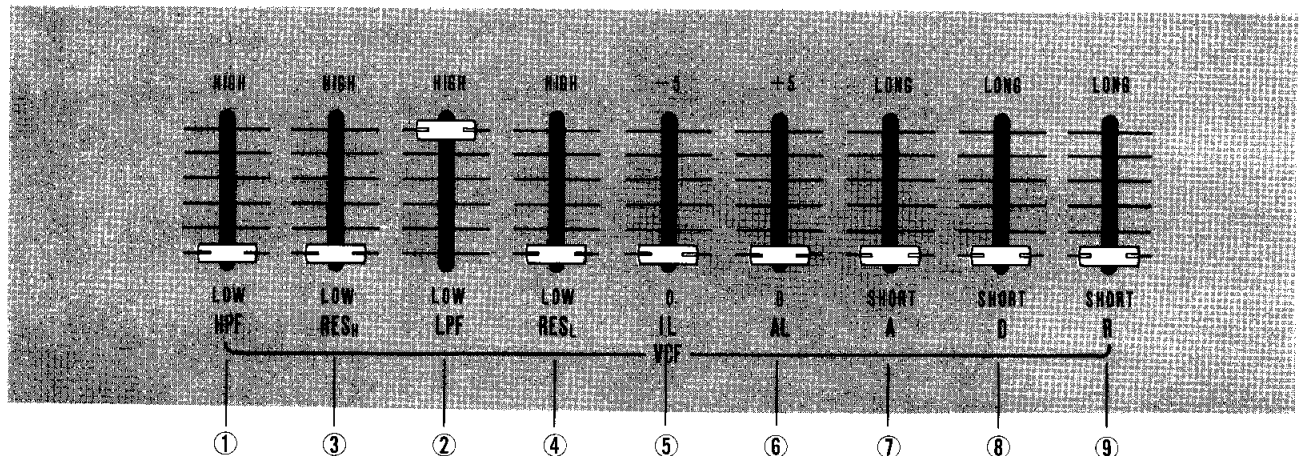 HIGH HIGH HIGH HIGH −5 +5 LONG LONG LONG
LOW LOW LOW LOW 0 0 SHORT SHORT SHORT
HPF RESH LPF RESL IL AL A D R
VCF
① ③ ② ④ ⑤ ⑥ ⑦ ⑧ ⑨